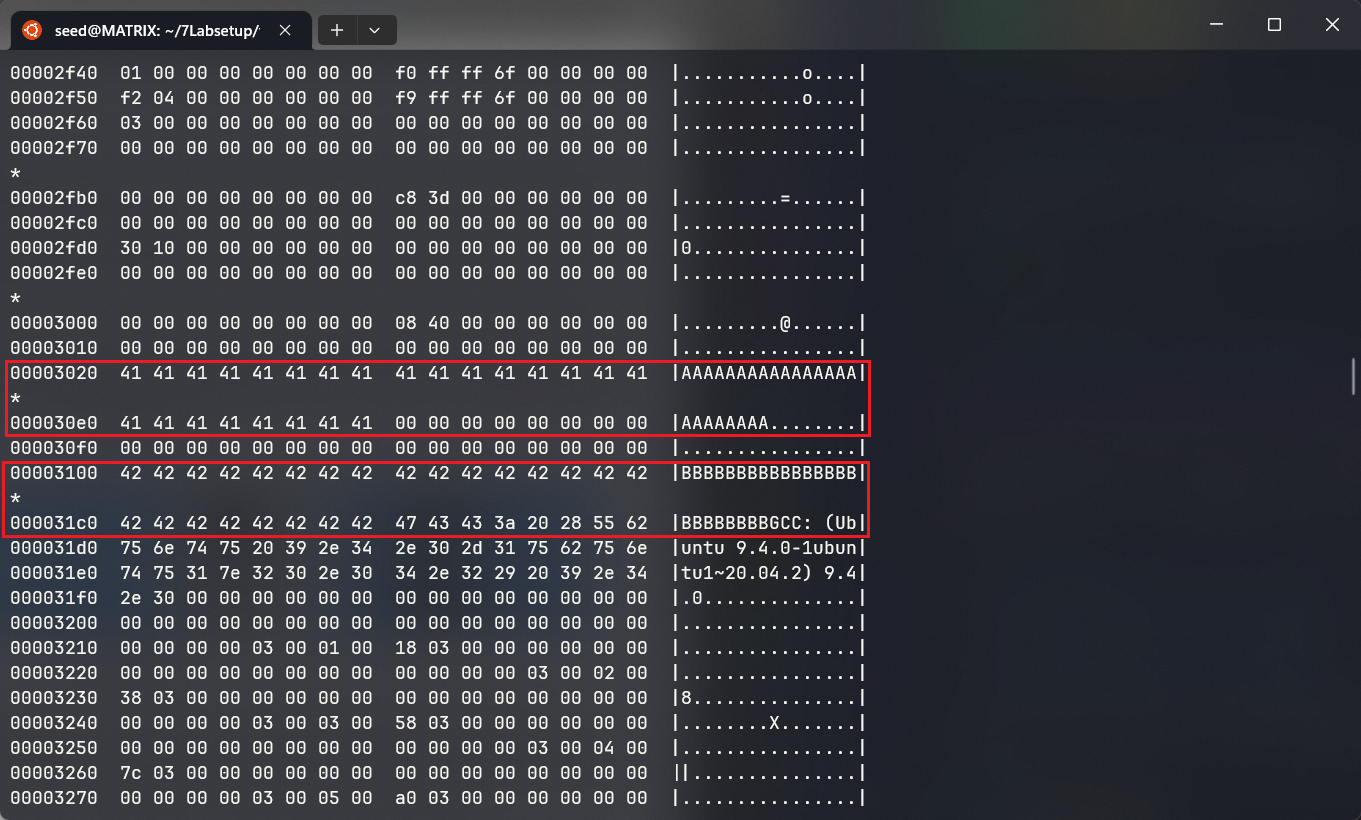 seed@MATRIX: ~/7Labsetup/
00002f40  01 00 00 00 00 00 00 00  f0 ff ff 6f 00 00 00 00  |...........o....|
00002f50  f2 04 00 00 00 00 00 00  f9 ff ff 6f 00 00 00 00  |...........o....|
00002f60  03 00 00 00 00 00 00 00  00 00 00 00 00 00 00 00  |................|
00002f70  00 00 00 00 00 00 00 00  00 00 00 00 00 00 00 00  |................|
*
00002fb0  00 00 00 00 00 00 00 00  c8 3d 00 00 00 00 00 00  |.........=......|
00002fc0  00 00 00 00 00 00 00 00  00 00 00 00 00 00 00 00  |................|
00002fd0  30 10 00 00 00 00 00 00  00 00 00 00 00 00 00 00  |0...............|
00002fe0  00 00 00 00 00 00 00 00  00 00 00 00 00 00 00 00  |................|
*
00003000  00 00 00 00 00 00 00 00  08 40 00 00 00 00 00 00  |.........@......|
00003010  00 00 00 00 00 00 00 00  00 00 00 00 00 00 00 00  |................|
00003020  41 41 41 41 41 41 41 41  41 41 41 41 41 41 41 41  |AAAAAAAAAAAAAAAA|
*
000030e0  41 41 41 41 41 41 41 41  00 00 00 00 00 00 00 00  |AAAAAAAA........|
000030f0  00 00 00 00 00 00 00 00  00 00 00 00 00 00 00 00  |................|
00003100  42 42 42 42 42 42 42 42  42 42 42 42 42 42 42 42  |BBBBBBBBBBBBBBBB|
*
000031c0  42 42 42 42 42 42 42 42  47 43 43 3a 20 28 55 62  |BBBBBBBBGCC: (Ub|
000031d0  75 6e 74 75 20 39 2e 34  2e 30 2d 31 75 62 75 6e  |untu 9.4.0-1ubun|
000031e0  74 75 31 7e 32 30 2e 30  34 2e 32 29 20 39 2e 34  |tu1~20.04.2) 9.4|
000031f0  2e 30 00 00 00 00 00 00  00 00 00 00 00 00 00 00  |.0..............|
00003200  00 00 00 00 00 00 00 00  00 00 00 00 00 00 00 00  |................|
00003210  00 00 00 00 03 00 01 00  18 03 00 00 00 00 00 00  |................|
00003220  00 00 00 00 00 00 00 00  00 00 00 00 03 00 02 00  |................|
00003230  38 03 00 00 00 00 00 00  00 00 00 00 00 00 00 00  |8...............|
00003240  00 00 00 00 03 00 03 00  58 03 00 00 00 00 00 00  |........X.......|
00003250  00 00 00 00 00 00 00 00  00 00 00 00 03 00 04 00  |................|
00003260  7c 03 00 00 00 00 00 00  00 00 00 00 00 00 00 00  ||...............|
00003270  00 00 00 00 03 00 05 00  a0 03 00 00 00 00 00 00  |................|